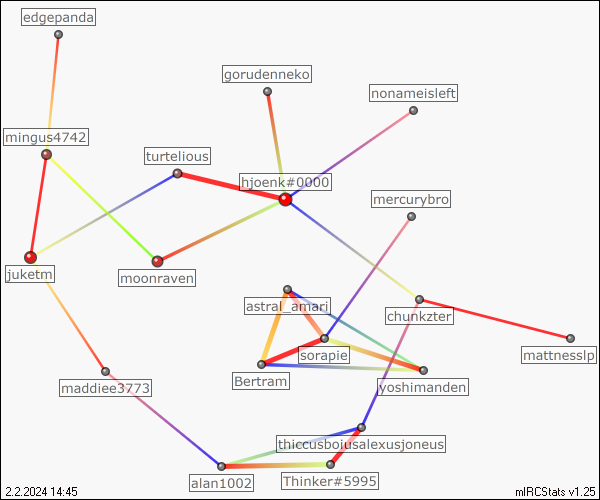 edgepanda
gorudenneko
nonameisleft
mingus4742
turtelious
hjoenk#0000
mercurybro
juketm
moonraven
astral_amari
chunkzter
sorapie
mattnesslp
Bertram
yoshimanden
maddiee3773
thiccusboiusalexusjoneus
alan1002
Thinker#5995
2.2.2024 14:45
mIRCStats v1.25